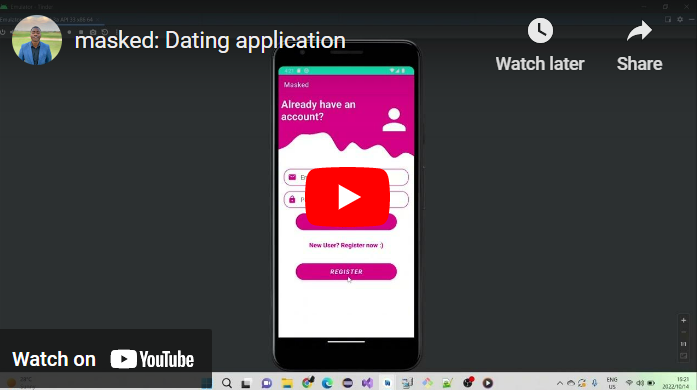 masked: Dating application
Watch later
Share
Masked
Already have an
account?
New User? Register now :)
REGISTER
Watch on YouTube
ENG
US
15:21
2022/10/14